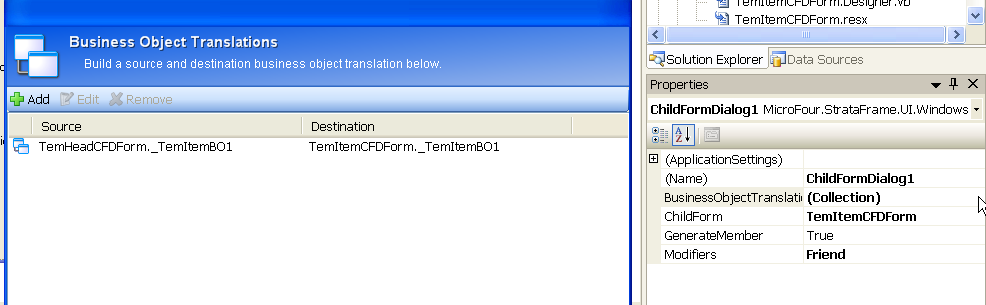 Business Object Translations
Build a source and destination business object translation below.
Add Edit Remove
Source Destination
TemHeadCFDForm._TemItemBO1 TemItemCFDForm._TemItemBO1
TemItemCFDForm.Designer.vb
TemItemCFDForm.resx
Solution Explorer Data Sources
Properties
ChildFormDialog1 MicroFour.StrataFrame.UI.Windows
(ApplicationSettings)
(Name) ChildFormDialog1
BusinessObjectTranslati (Collection)
ChildForm TemItemCFDForm
GenerateMember True
Modifiers Friend